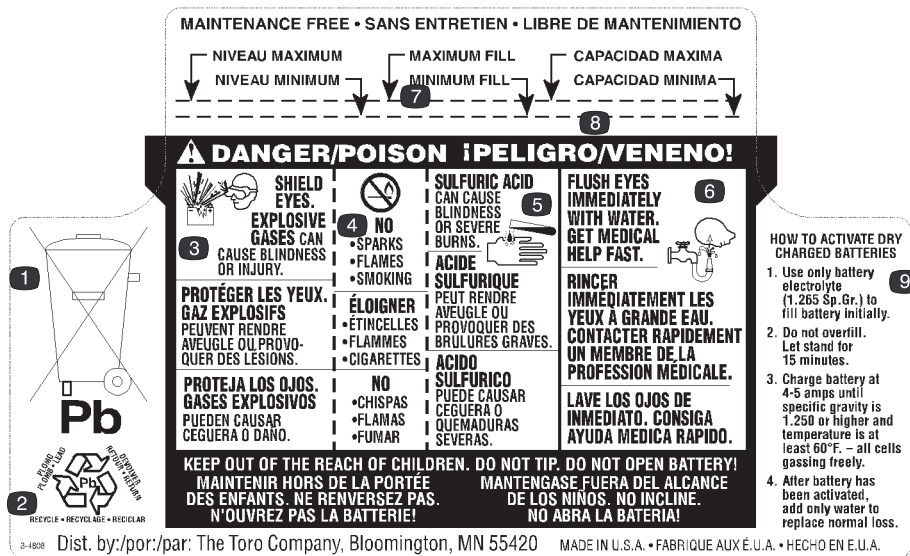 MAINTENANCE FREE • SANS ENTRETIEN • LIBRE DE MANTENIMIENTO
NIVEAU MAXIMUM
MAXIMUM FILL
CAPACIDAD MAXIMA
NIVEAU MINIMUM
MINIMUM FILL
CAPACIDAD MINIMA
7
8
DANGER/POISON ¡PELIGRO/VENENO!
1
Pb
2
PLOMO
PLOMB • LEAD
DEVOLVER
RETOUR • RETURN
Pb
RECYCLE • RECYCLAGE • RECICLAR
3-4808
3
SHIELD
EYES.
EXPLOSIVE
GASES CAN
CAUSE BLINDNESS
OR INJURY.
PROTÉGER LES YEUX.
GAZ EXPLOSIFS
PEUVENT RENDRE
AVEUGLE OU PROVO-
QUER DES LESIONS.
PROTEJA LOS OJOS.
GASES EXPLOSIVOS
PUEDEN CAUSAR
CEGUERA O DAÑO.
4
NO
•SPARKS
•FLAMES
•SMOKING
ÉLOIGNER
•ÉTINCELLES
•FLAMMES
•CIGARETTES
NO
•CHISPAS
•FLAMAS
•FUMAR
5
SULFURIC ACID
CAN CAUSE
BLINDNESS
OR SEVERE
BURNS.
ACIDE
SULFURIQUE
PEUT RENDRE
AVEUGLE OU
PROVOQUER DES
BRÛLURES GRAVES.
ACIDO
SULFURICO
PUEDE CAUSAR
CEGUERA O
QUEMADURAS
SEVERAS.
6
FLUSH EYES
IMMEDIATELY
WITH WATER.
GET MEDICAL
HELP FAST.
RINCER
IMMEDIATEMENT LES
YEUX À GRANDE EAU.
CONTACTER RAPIDEMENT
UN MEMBRE DE LA
PROFESSION MEDICALE.
LAVE LOS OJOS DE
INMEDIATO. CONSIGA
AYUDA MEDICA RAPIDO.
KEEP OUT OF THE REACH OF CHILDREN. DO NOT TIP. DO NOT OPEN BATTERY!
MAINTENIR HORS DE LA PORTÉE
DES ENFANTS. NE RENVERSEZ PAS.
N'OUVREZ PAS LA BATTERIE!
MANTENGASE FUERA DEL ALCANCE
DE LOS NIÑOS. NO INCLINE.
NO ABRA LA BATERIA!
HOW TO ACTIVATE DRY
CHARGED BATTERIES
9
1. Use only battery
electrolyte
(1.265 Sp.Gr.) to
fill battery initially.
2. Do not overfill.
Let stand for
15 minutes.
3. Charge battery at
4-5 amps until
specific gravity is
1.250 or higher and
temperature is at
least 60°F. – all cells
gassing freely.
4. After battery has
been activated,
add only water to
replace normal loss.
Dist. by:/por:/par: The Toro Company, Bloomington, MN 55420
MADE IN U.S.A. • FABRIQUE AUX É.U.A. • HECHO EN E.U.A.